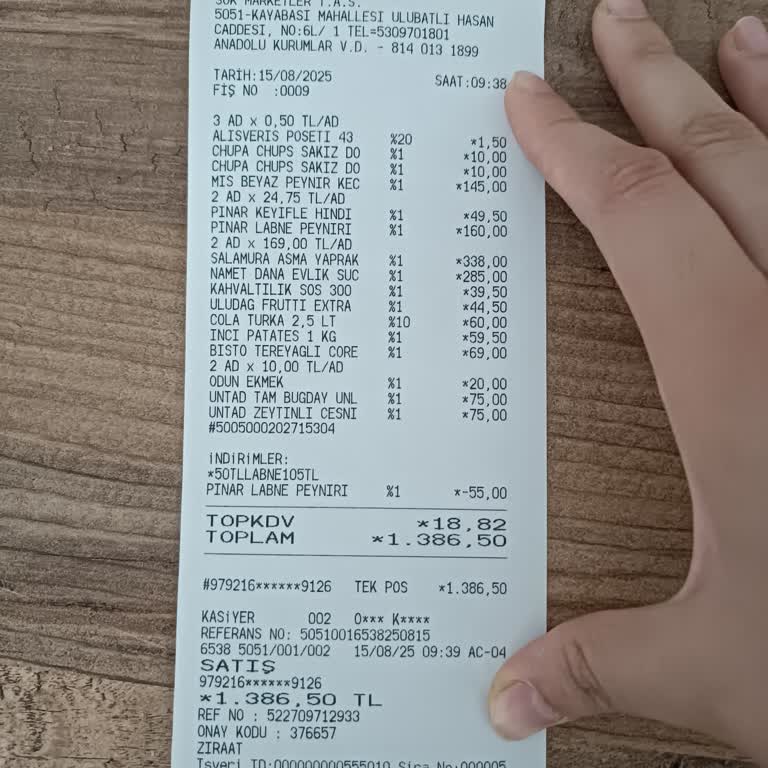 ŞOK MARKETLER T.A.Ş.
5051-KAYABASI MAHALLESI ULUBATLI HASAN
CADDESI, NO:6L/ 1 TEL=5309701801
ANADOLU KURUMLAR V.D. - 814 013 1899
TARİH:15/08/2025 SAAT:09:38
FİŞ NO :0009
3 AD x 0,50 TL/AD
ALISVERIS POSETI 43 %20 *1,50
CHUPA CHUPS SAKIZ DO %1 *10,00
CHUPA CHUPS SAKIZ DO %1 *10,00
MIS BEYAZ PEYNIR KEC %1 *145,00
2 AD x 24,75 TL/AD
PINAR KEYIFLE HINDI %1 *49,50
PINAR LABNE PEYNIRI %1 *160,00
2 AD x 169,00 TL/AD
SALAMURA ASMA YAPRAK %1 *338,00
NAMET DANA EVLIK SUC %1 *285,00
KAHVALTILIK SOS 300 %1 *39,50
ULUDAG FRUTTI EXTRA %1 *44,50
COLA TURKA 2,5 LT %10 *60,00
INCI PATATES 1 KG %1 *59,50
BISTO TEREYAGLI CORE %1 *69,00
2 AD x 10,00 TL/AD
ODUN EKMEK %1 *20,00
UNTAD TAM BUGDAY UNL %1 *75,00
UNTAD ZEYTINLI CESNI %1 *75,00
#5005000202715304
İNDİRİMLER:
*50TLLABNE105TL
PINAR LABNE PEYNIRI %1 *-55,00
TOPKDV *18,82
TOPLAM *1.386,50
#979216******9126 TEK POS *1.386,50
KASİYER 002 O*** K****
REFERANS NO: 50510016538250815
6538 5051/001/002 15/08/25 09:39 AC-04
SATIŞ
979216******9126
*1.386,50 TL
REF NO : 522709712933
ONAY KODU : 376657
ZIRAAT
Isyeri ID:000000000555010 Sira No:000005